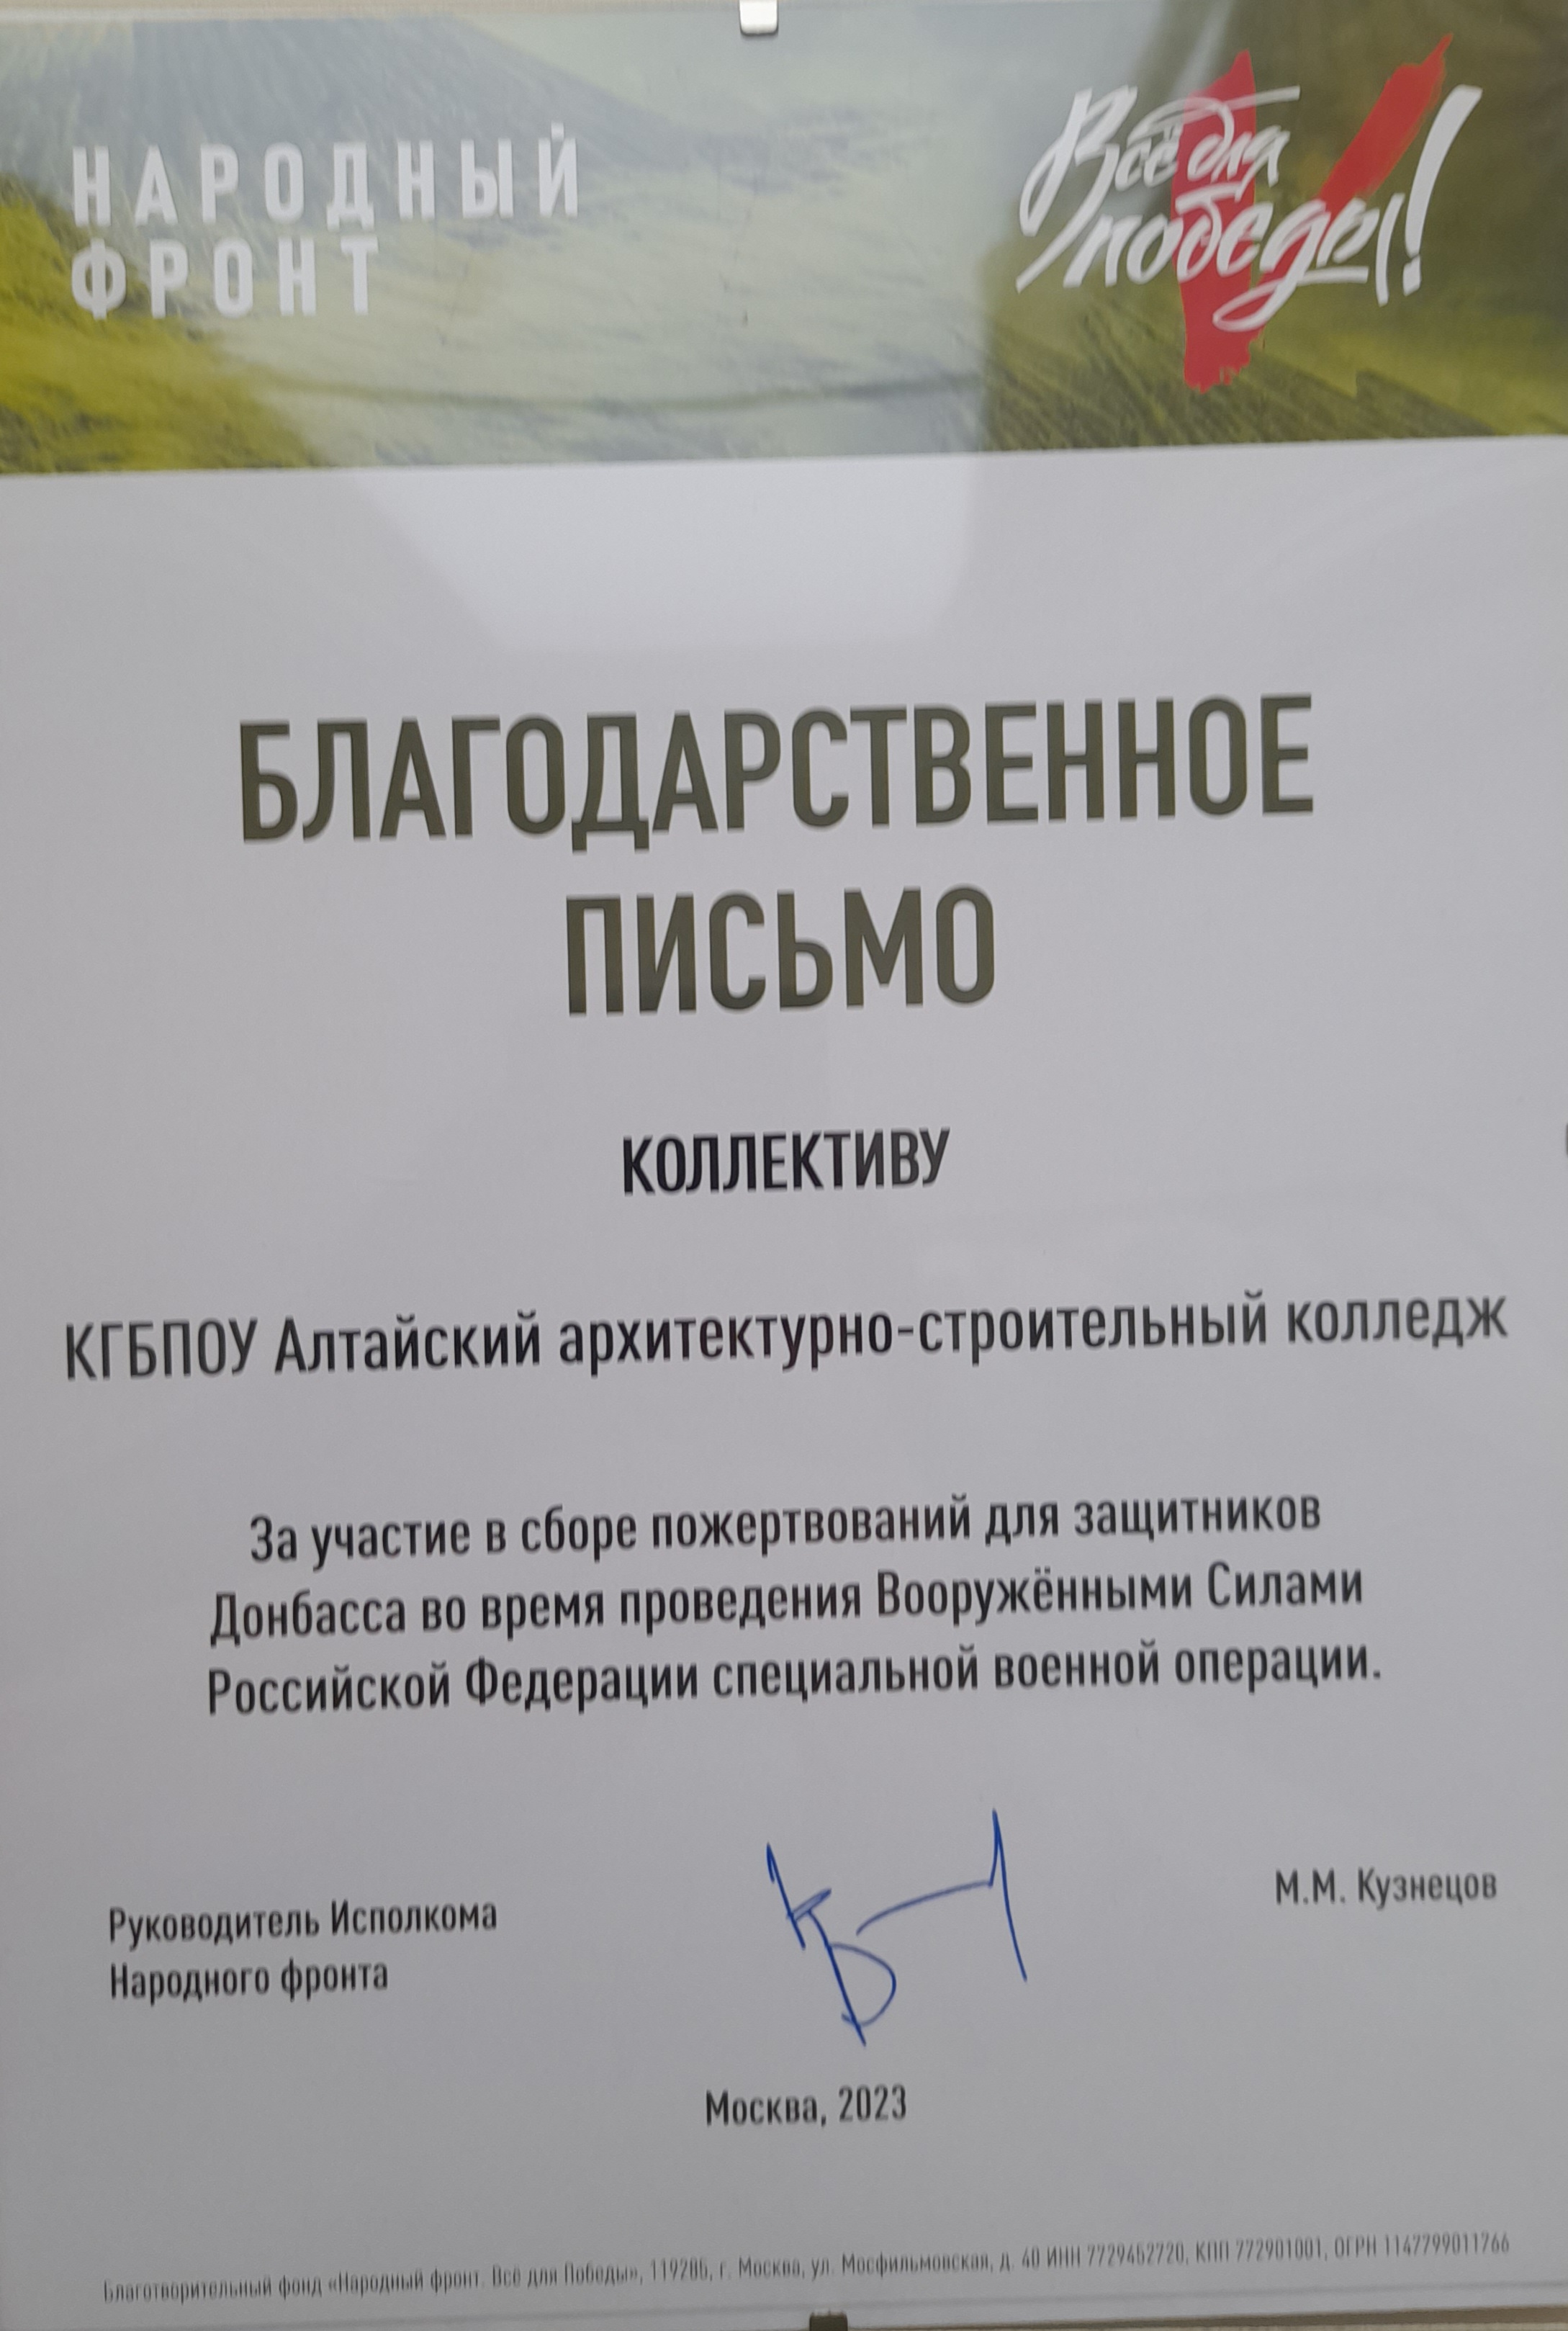 НАРОДНЫЙ
ФРОНТ
Всё для
победы!
БЛАГОДАРСТВЕННОЕ
ПИСЬМО
КОЛЛЕКТИВУ
КГБПОУ Алтайский архитектурно-строительный колледж
За участие в сборе пожертвований для защитников
Донбасса во время проведения Вооружёнными Силами
Российской Федерации специальной военной операции.
Руководитель Исполкома
Народного фронта
М.М. Кузнецов
Москва, 2023
Благотворительный фонд «Народный фронт. Всё для Победы», 119285, г. Москва, ул. Мосфильмовская, д. 40 ИНН 7729452720, КПП 772901001, ОГРН 1147799011766